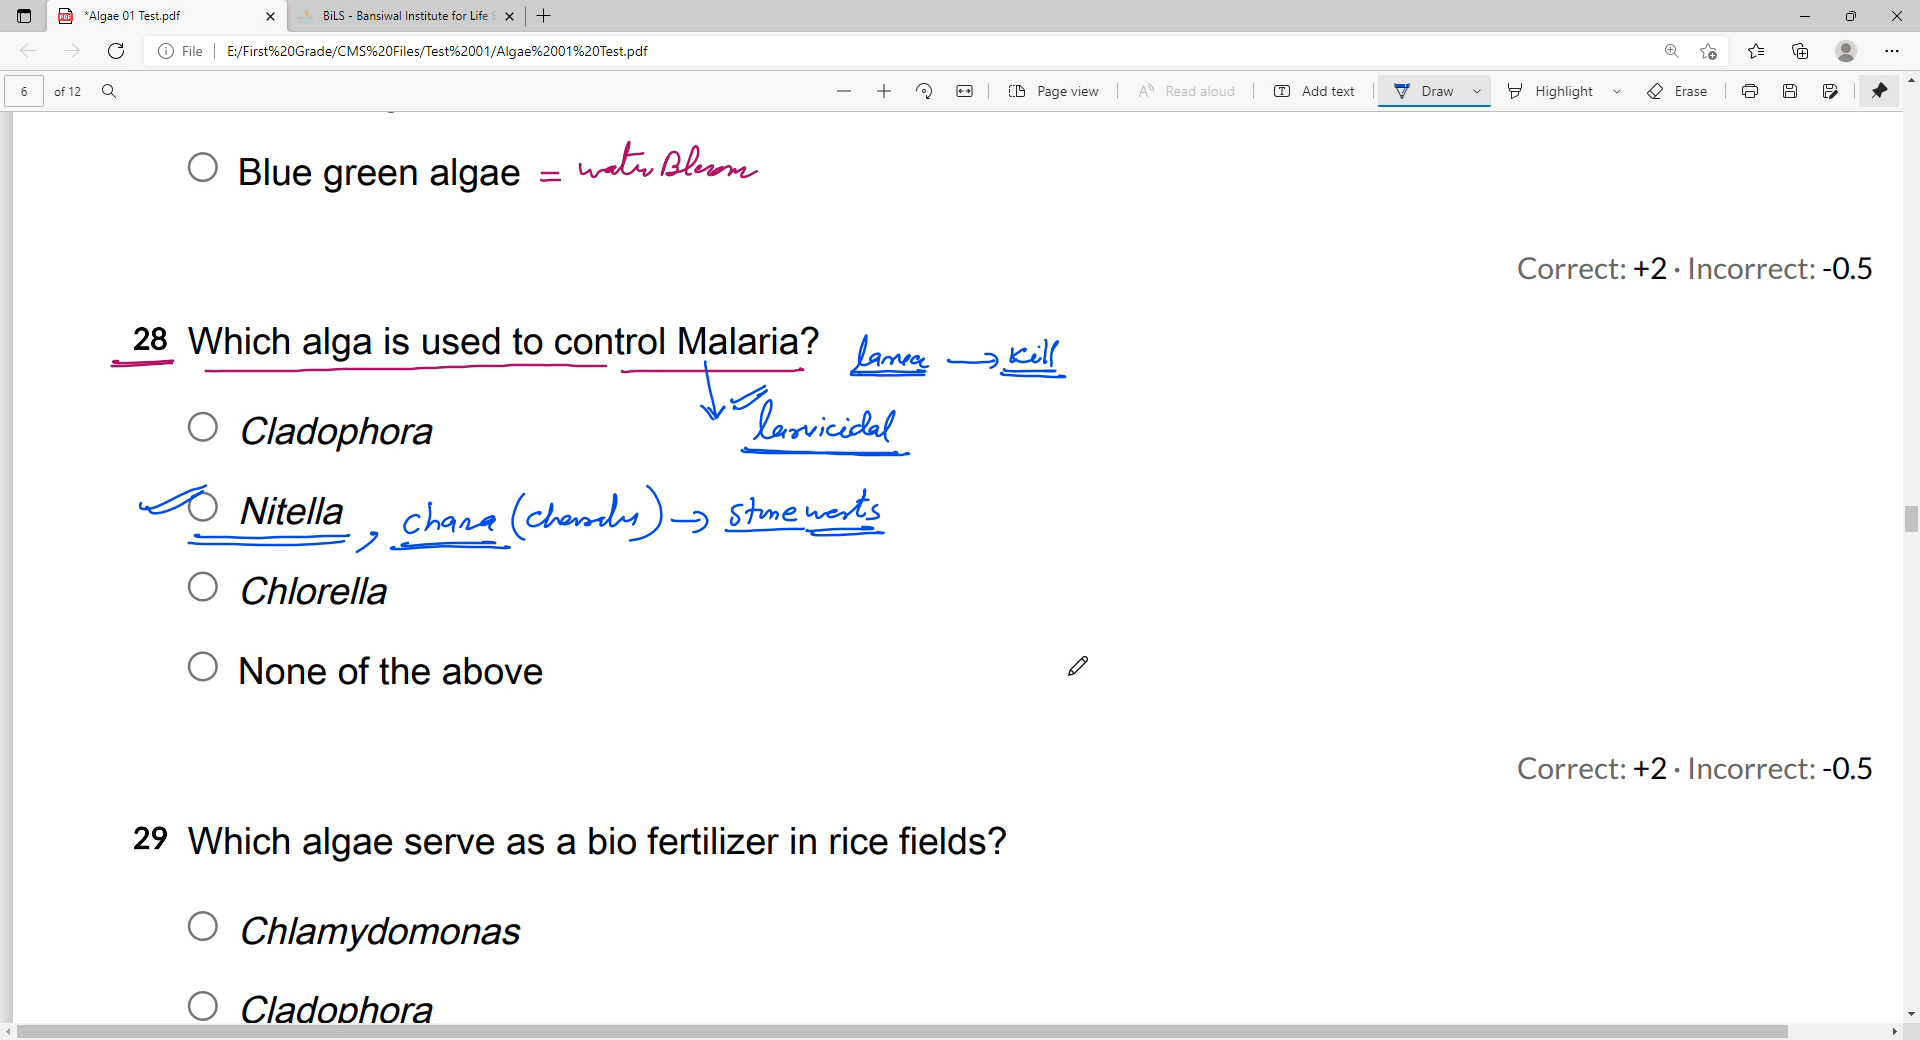 *Algae 01 Test.pdf
BiLS - Bansiwal Institute for Life S
File E:/First%20Grade/CMS%20Files/Test%2001/Algae%2001%20Test.pdf
6 of 12 Page view Read aloud Add text Draw Highlight Erase
Blue green algae = water Bloom
Correct: +2 · Incorrect: -0.5
28 Which alga is used to control Malaria? larvea → Kill
Cladophora larvicidal
Nitella, chara ( ) → stone worts
Chlorella
None of the above
Correct: +2 · Incorrect: -0.5
29 Which algae serve as a bio fertilizer in rice fields?
Chlamydomonas
Cladophora